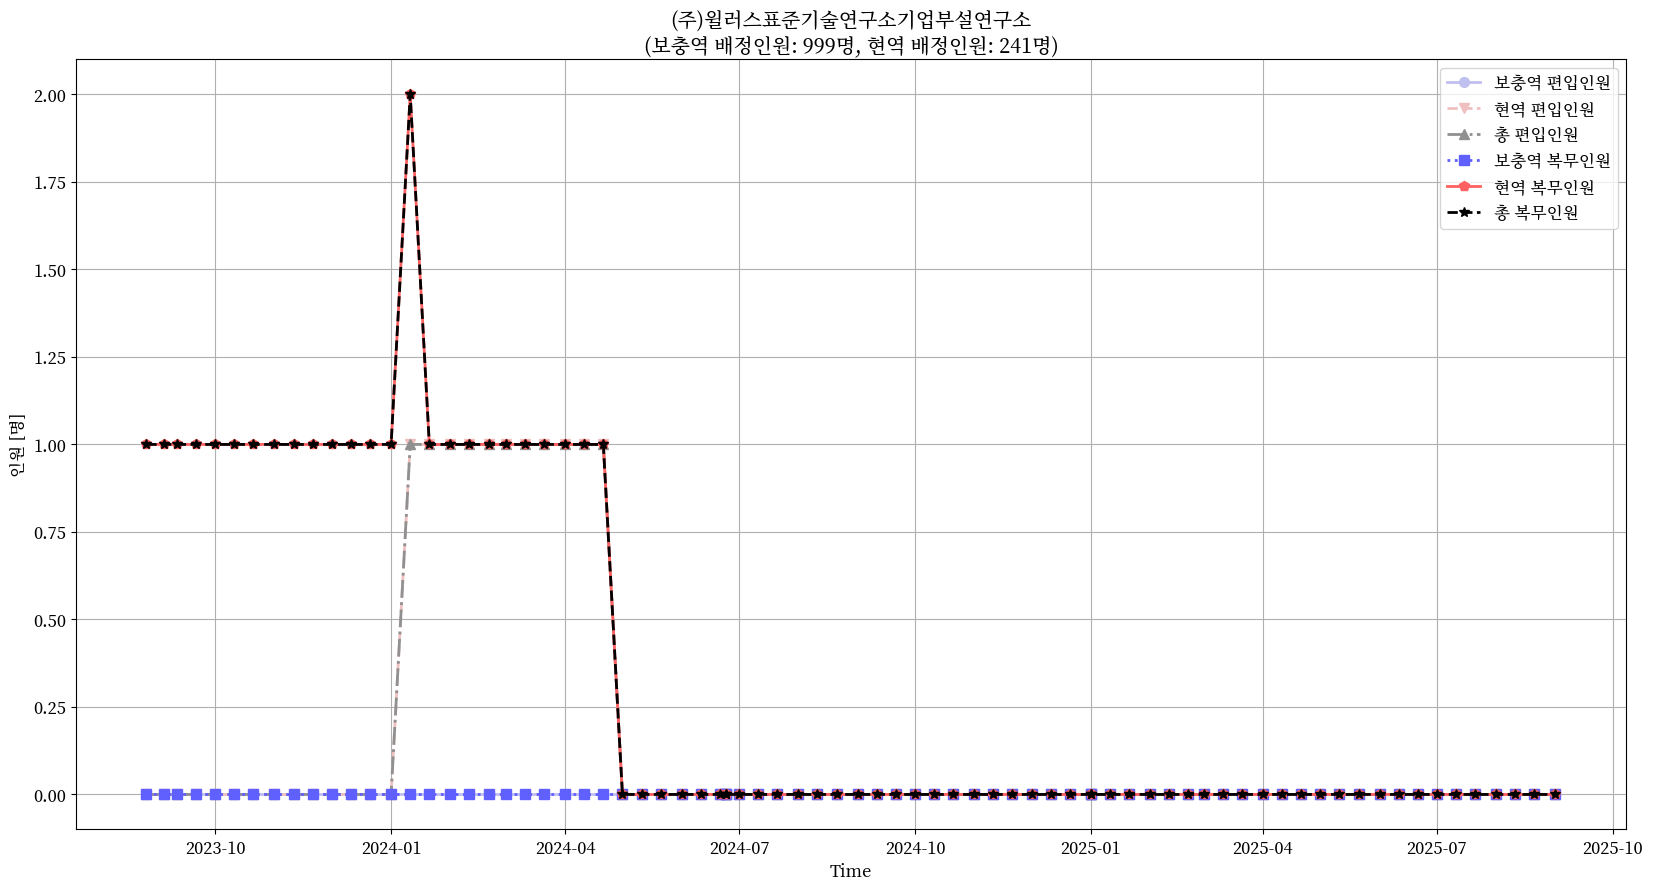 (주)윌러스표준기술연구소기업부설연구소
(보충역 배정인원: 999명, 현역 배정인원: 241명)
보충역 편입인원
현역 편입인원
총 편입인원
보충역 복무인원
현역 복무인원
총 복무인원
2.00
1.75
1.50
1.25
1.00
0.75
0.50
0.25
0.00
인원 [명]
2023-10 2024-01 2024-04 2024-07 2024-10 2025-01 2025-04 2025-07 2025-10
Time